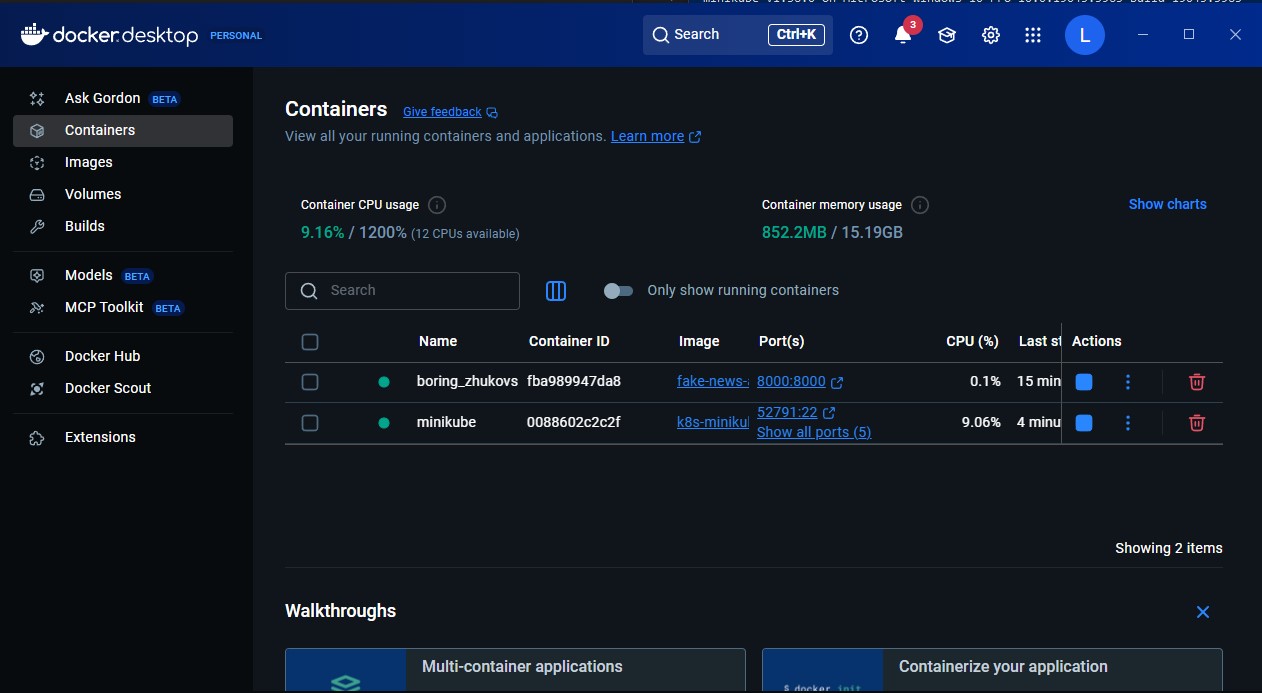 docker.desktop PERSONAL Search Ctrl+K 3 L
Ask Gordon BETA
Containers
Images
Volumes
Builds
Models BETA
MCP Toolkit BETA
Docker Hub
Docker Scout
Extensions
Containers Give feedback
View all your running containers and applications. Learn more
Container CPU usage
9.16% / 1200% (12 CPUs available)
Container memory usage
852.2MB / 15.19GB
Show charts
Search
Only show running containers
Name Container ID Image Port(s) CPU (%) Last st Actions
boring_zhukovs fba989947da8 fake-news- 8000:8000 0.1% 15 min
minikube 0088602c2c2f k8s-miniku 52791:22 9.06% 4 minu
Show all ports (5)
Showing 2 items
Walkthroughs
Multi-container applications
Containerize your application
$ docker init